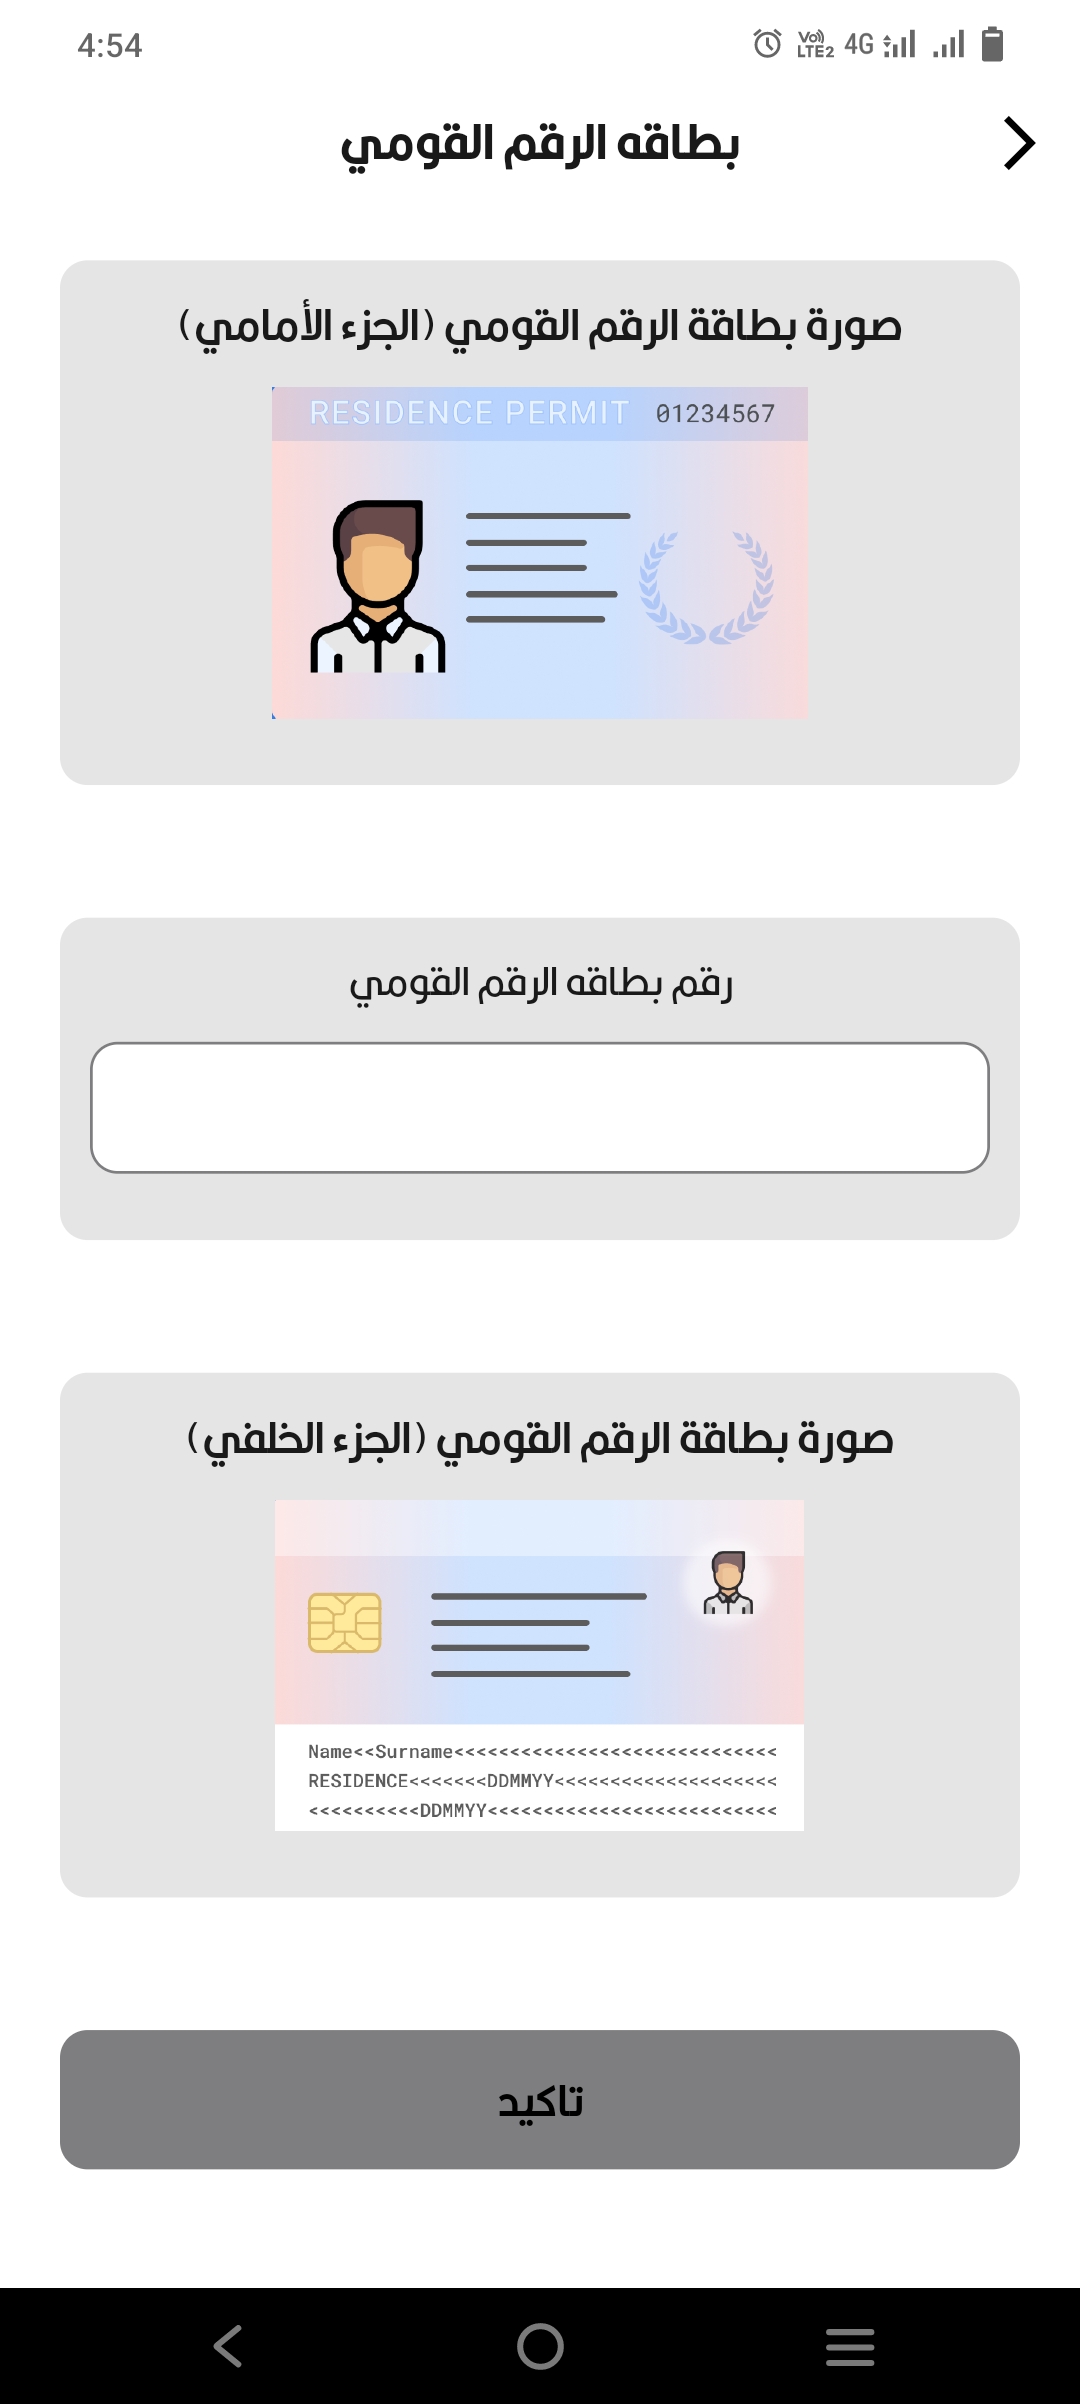 4:54
Vo) LTE2 4G
بطاقه الرقم القومي
صورة بطاقة الرقم القومي (الجزء الأمامي)
RESIDENCE PERMIT 01234567
رقم بطاقه الرقم القومي
صورة بطاقة الرقم القومي (الجزء الخلفي)
Name<<Surname<<<<<<<<<<<<<<<<<<<<<<<<<<<<<
RESIDENCE<<<<<<<DDMMYY<<<<<<<<<<<<<<<<<<<<
<<<<<<<<<<DDMMYY<<<<<<<<<<<<<<<<<<<<<<<<<<
تاكيد